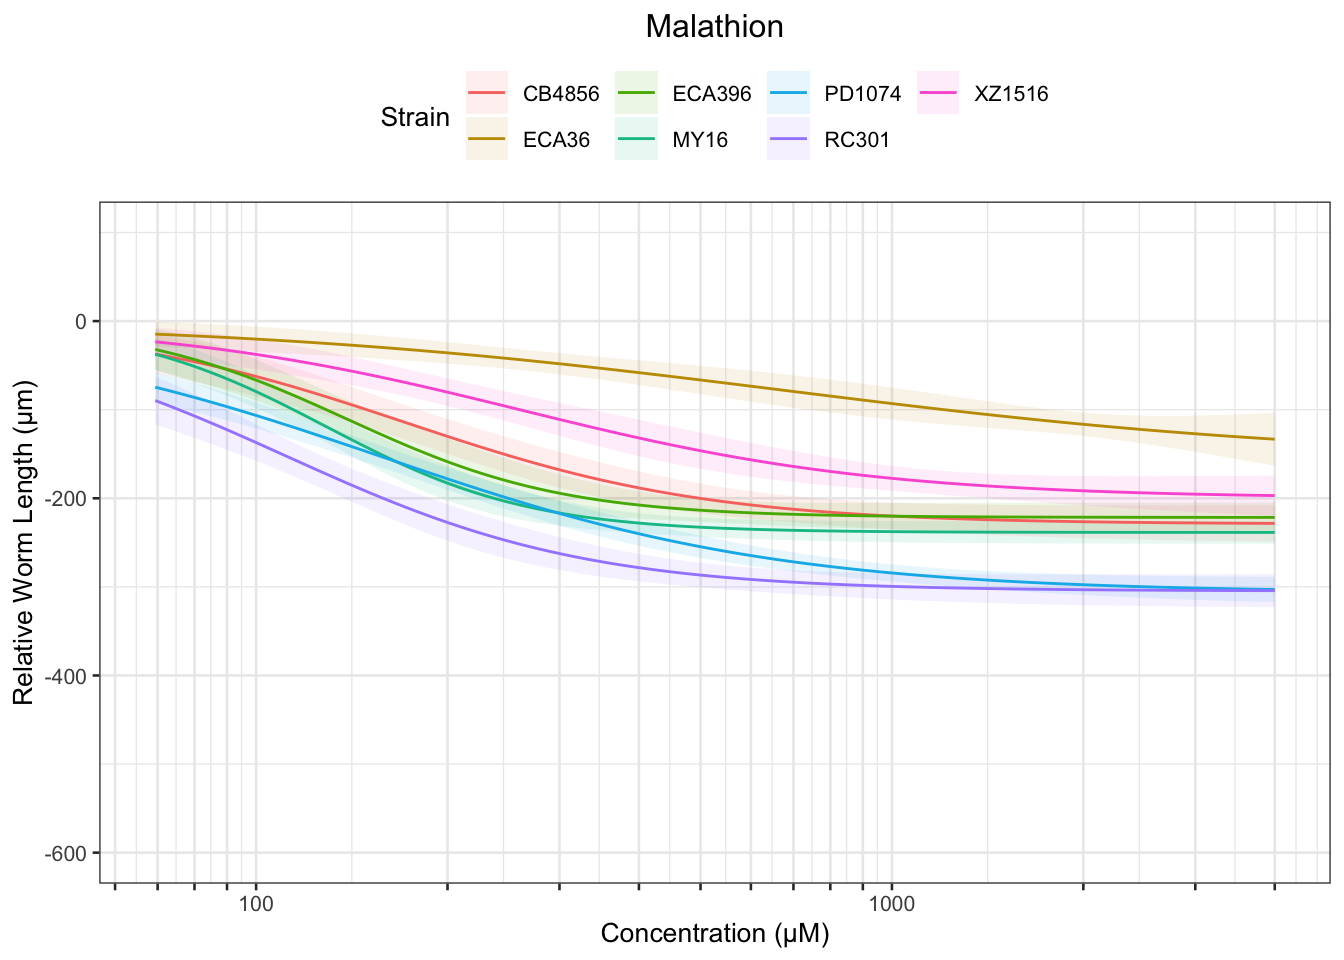 Malathion
Strain
CB4856 ECA396 PD1074 XZ1516
ECA36 MY16 RC301
Relative Worm Length (µm)
0
-200
-400
-600
100 1000
Concentration (µM)